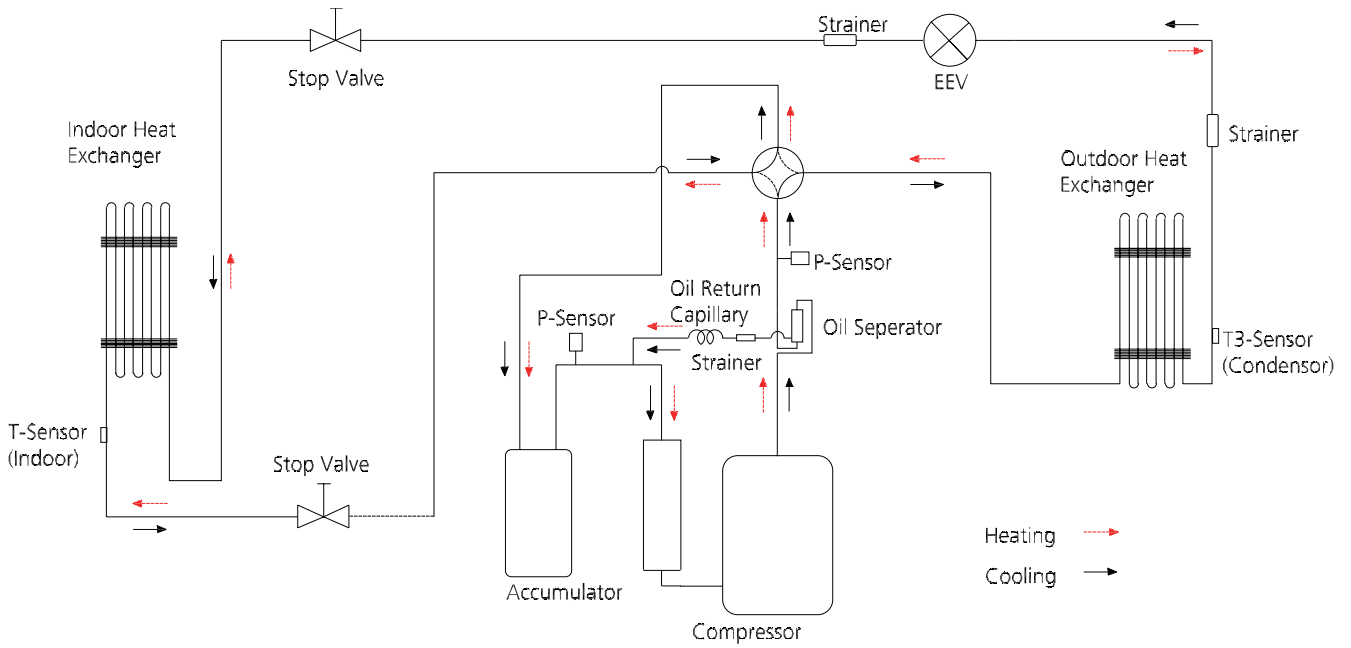 Strainer
Stop Valve
EEV
Indoor Heat
Exchanger
Strainer
Outdoor Heat
Exchanger
P-Sensor
Oil Return
Capillary
P-Sensor
Oil Seperator
Strainer
T3-Sensor
(Condensor)
T-Sensor
(Indoor)
Stop Valve
Heating
Cooling
Accumulator
Compressor